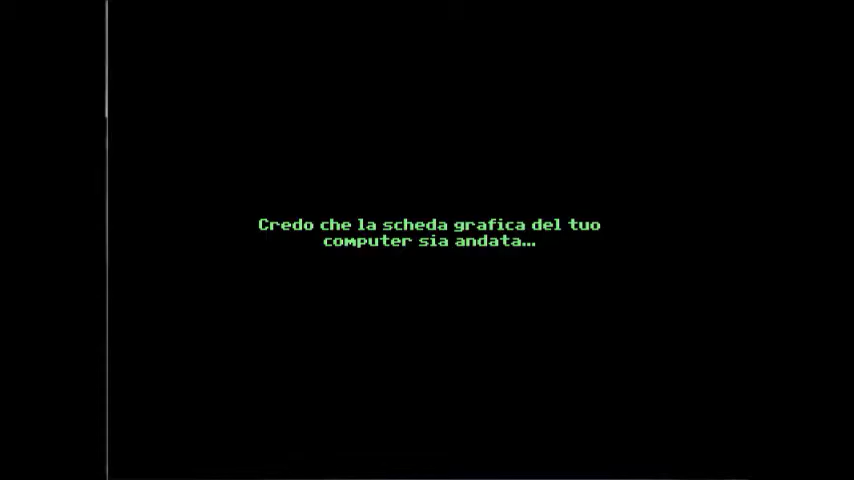 Credo che la scheda grafica del tuo
computer sia andata...